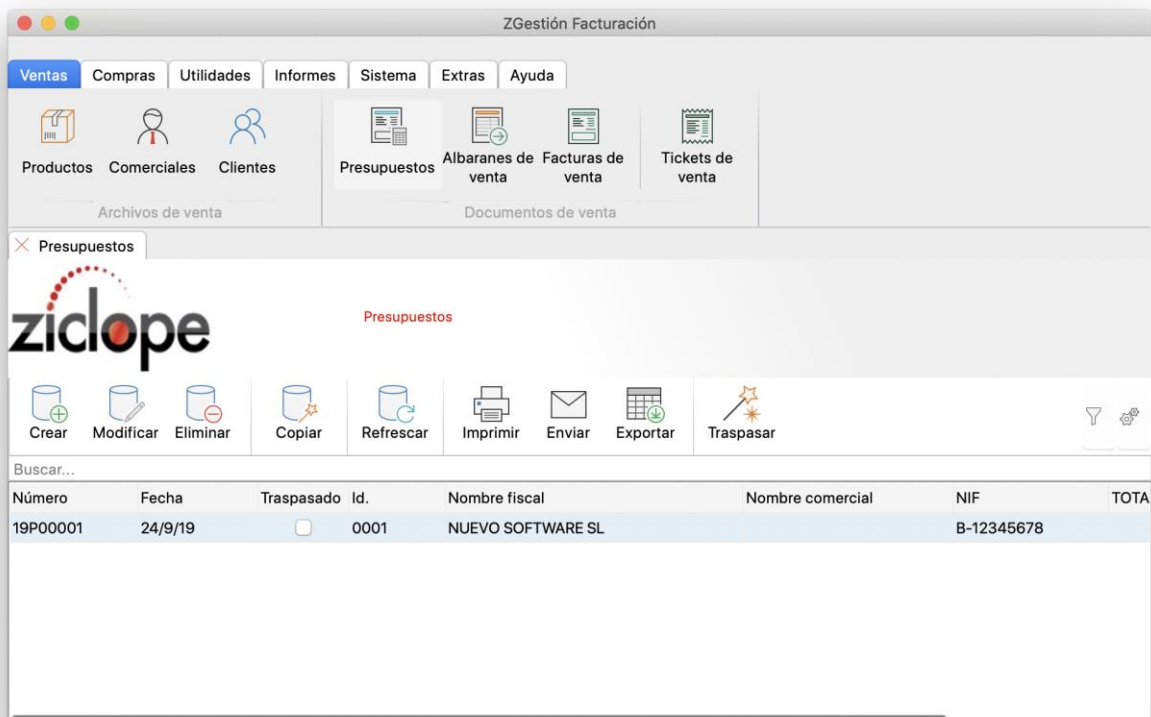 ZGestión Facturación
Ventas Compras Utilidades Informes Sistema Extras Ayuda
Productos Comerciales Clientes Presupuestos Albaranes de venta Facturas de venta Tickets de venta
Archivos de venta Documentos de venta
Presupuestos
ziclope
Presupuestos
Crear Modificar Eliminar Copiar Refrescar Imprimir Enviar Exportar Traspasar
Buscar...
Número Fecha Traspasado Id. Nombre fiscal Nombre comercial NIF TOTA
19P00001 24/9/19 0001 NUEVO SOFTWARE SL B-12345678